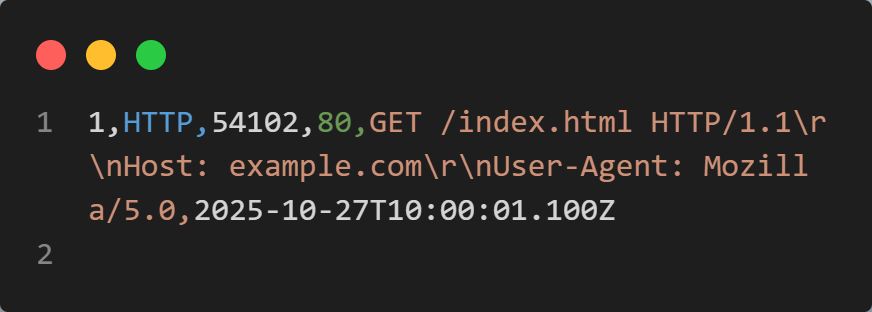 1 1,HTTP,54102,80,GET /index.html HTTP/1.1\r
\nHost: example.com\r\nUser-Agent: Mozill
a/5.0,2025-10-27T10:00:01.100Z
2